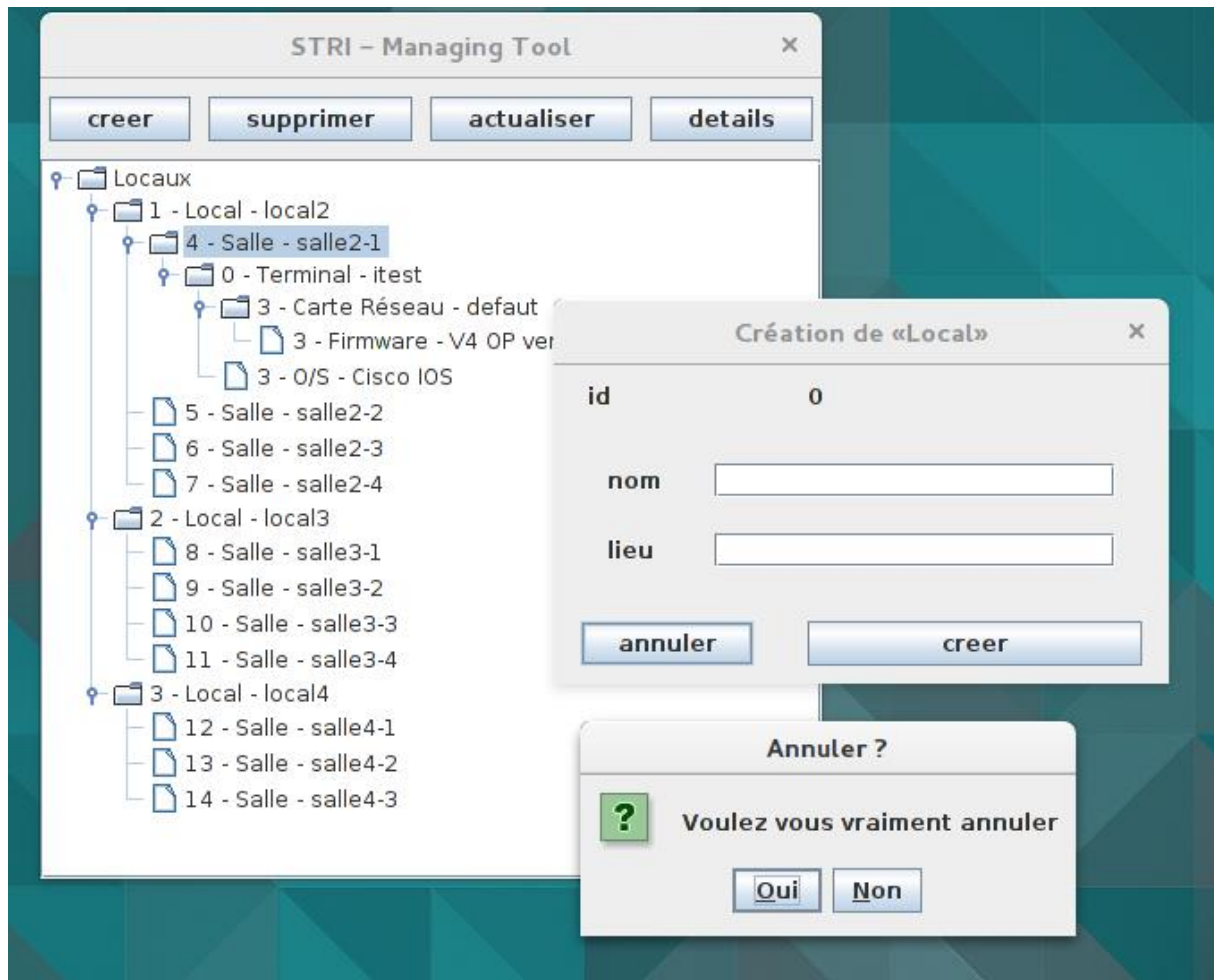 STRI – Managing Tool ×
creer supprimer actualiser details
Locaux
1 - Local - local2
4 - Salle - salle2-1
0 - Terminal - itest
3 - Carte Réseau - defaut
3 - Firmware - V4 OP ver
3 - O/S - Cisco IOS
5 - Salle - salle2-2
6 - Salle - salle2-3
7 - Salle - salle2-4
2 - Local - local3
8 - Salle - salle3-1
9 - Salle - salle3-2
10 - Salle - salle3-3
11 - Salle - salle3-4
3 - Local - local4
12 - Salle - salle4-1
13 - Salle - salle4-2
14 - Salle - salle4-3
Création de «Local» ×
id 0
nom
lieu
annuler creer
Annuler ?
? Voulez vous vraiment annuler
Oui Non